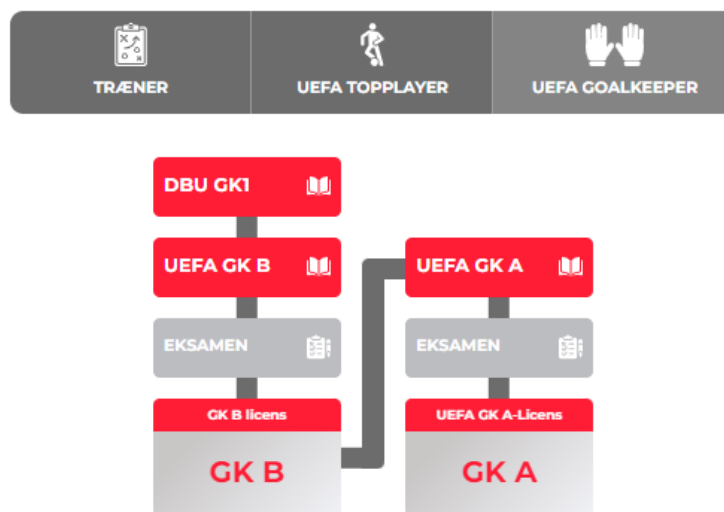 TRÆNER
UEFA TOPPLAYER
UEFA GOALKEEPER
DBU GK1
UEFA GK B
EKSAMEN
GK B licens
GK B
UEFA GK A
EKSAMEN
UEFA GK A-Licens
GK A